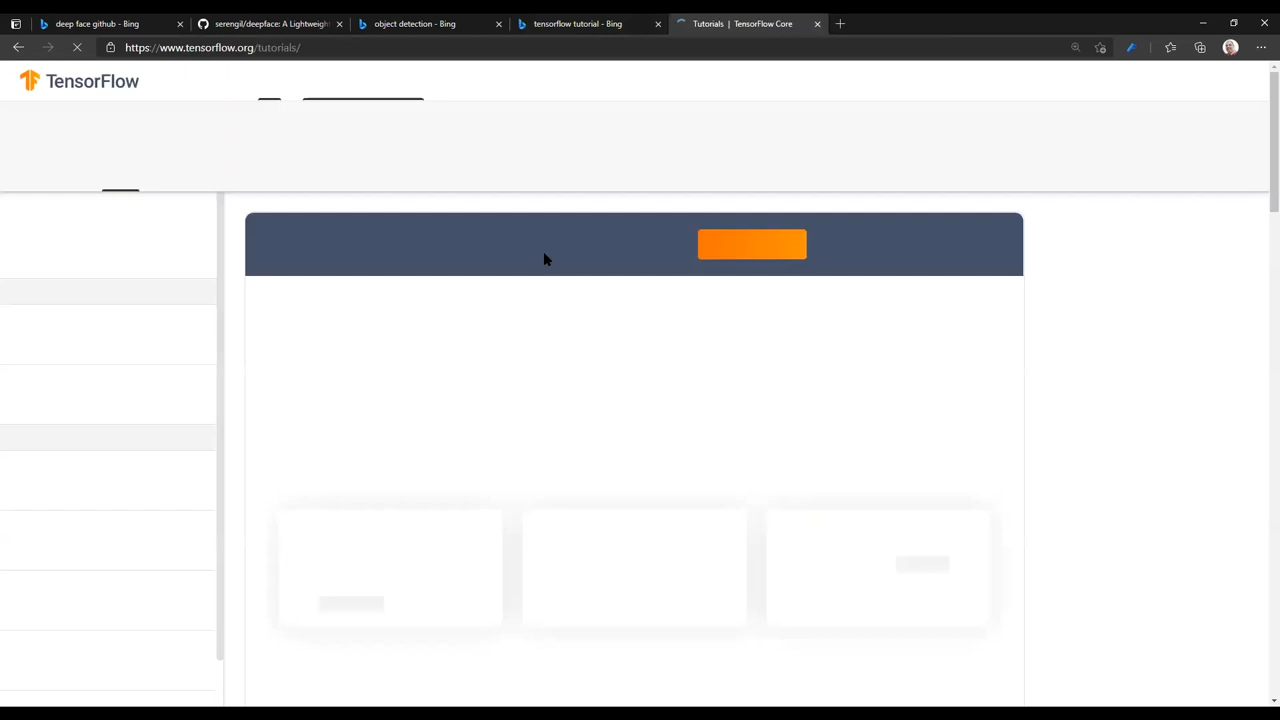 deep face github - Bing
serengil/deepface: A Lightweigh
object detection - Bing
tensorflow tutorial - Bing
Tutorials | TensorFlow Core
https://www.tensorflow.org/tutorials/
TensorFlow